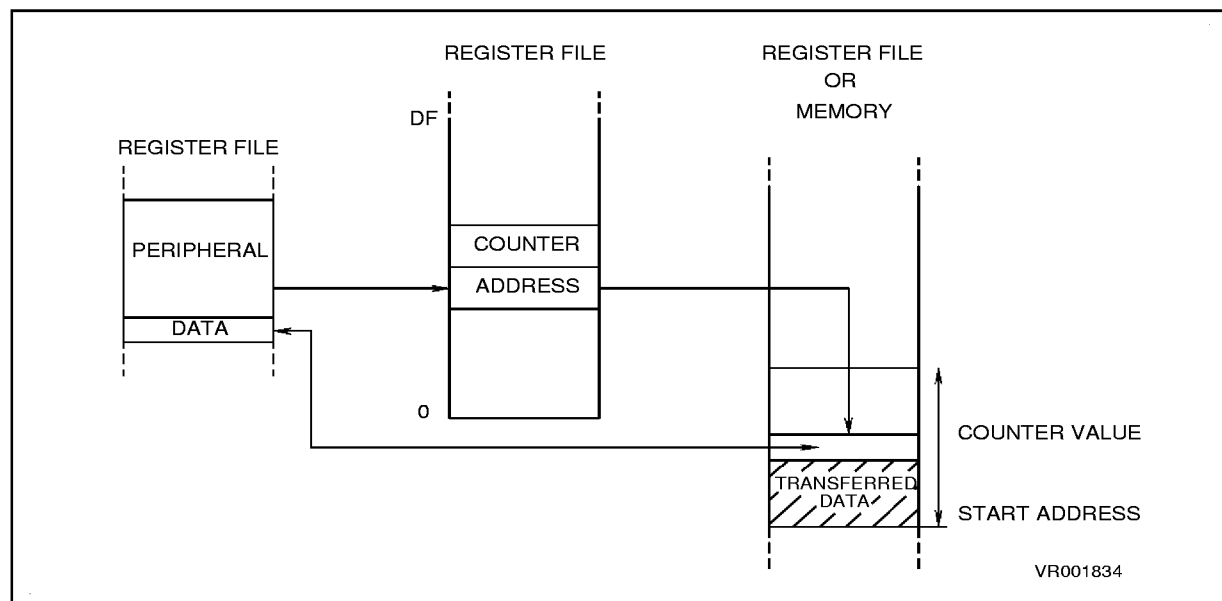 REGISTER FILE
PERIPHERAL
DATA
REGISTER FILE
DF
COUNTER
ADDRESS
0
REGISTER FILE
OR
MEMORY
TRANSFERRED
DATA
COUNTER VALUE
START ADDRESS
VR001834